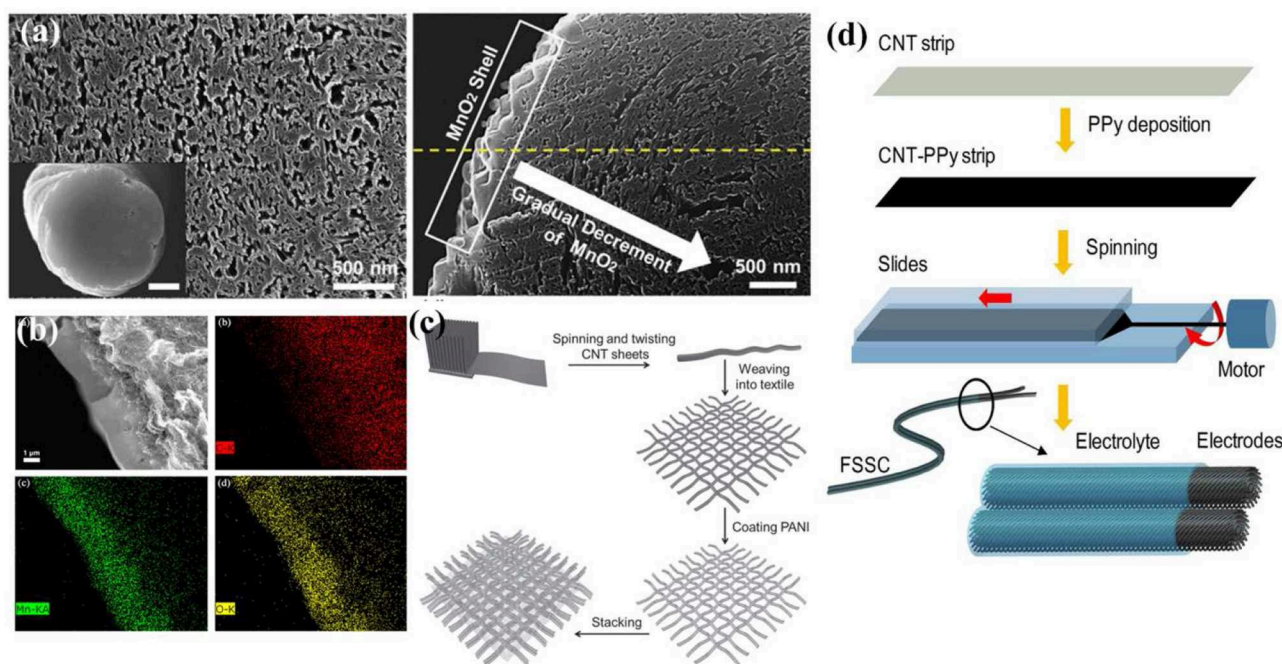 (a)
500 nm
MnO2 Shell
Gradual Decrement
of MnO2
500 nm
(b)
1 μm
(b)
(c)
Mn-KA
(d)
O-K
(c)
Spinning and twisting
CNT sheets
Weaving
into textile
Coating PANI
Stacking
(d)
CNT strip
PPy deposition
CNT-PPy strip
Spinning
Slides
Motor
FSSC
Electrolyte
Electrodes